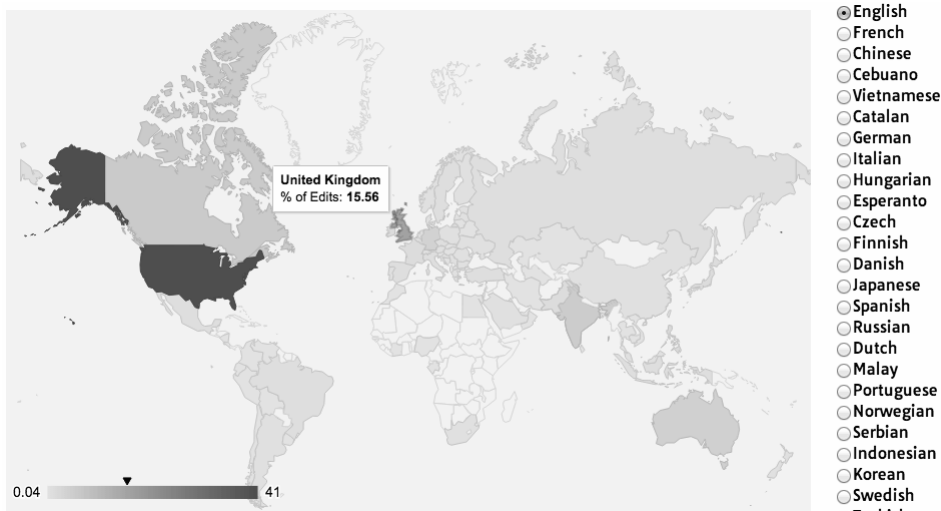 United Kingdom
% of Edits: 15.56
0.04
41
English
French
Chinese
Cebuano
Vietnamese
Catalan
German
Italian
Hungarian
Esperanto
Czech
Finnish
Danish
Japanese
Spanish
Russian
Dutch
Malay
Portuguese
Norwegian
Serbian
Indonesian
Korean
Swedish